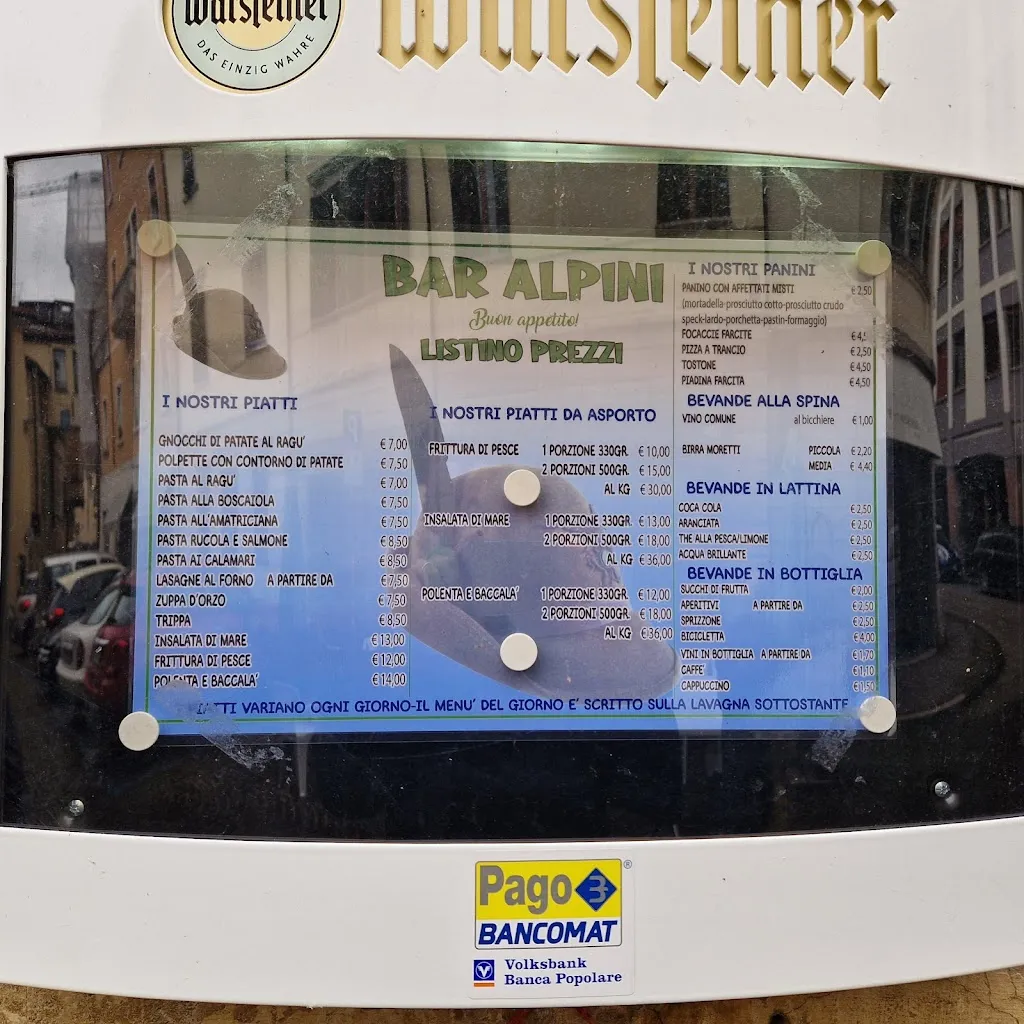 Warsteiner
DAS EINZIG WAHRE
Warsteiner
BAR ALPINI
Buon appetito!
LISTINO PREZZI
I NOSTRI PIATTI
GNOCCHI DI PATATE AL RAGU' € 7,00
POLPETTE CON CONTORNO DI PATATE € 7,50
PASTA AL RAGU' € 7,00
PASTA ALLA BOSCAIOLA € 7,50
PASTA ALL'AMATRICIANA € 7,50
PASTA RUCOLA E SALMONE € 8,50
PASTA AI CALAMARI € 8,50
LASAGNE AL FORNO A PARTIRE DA € 7,50
ZUPPA D'ORZO € 7,50
TRIPPA € 8,50
INSALATA DI MARE € 13,00
FRITTURA DI PESCE € 12,00
POLENTA E BACCALA' € 14,00
I NOSTRI PIATTI DA ASPORTO
FRITTURA DI PESCE 1 PORZIONE 330GR. € 10,00
2 PORZIONI 500GR. € 15,00
AL KG € 30,00
INSALATA DI MARE 1 PORZIONE 330GR. € 13,00
2 PORZIONI 500GR. € 18,00
AL KG € 36,00
POLENTA E BACCALA' 1 PORZIONE 330GR. € 12,00
2 PORZIONI 500GR. € 18,00
AL KG € 36,00
I NOSTRI PANINI
PANINO CON AFFETTATI MISTI € 2,50
(mortadella-prosciutto cotto-prosciutto crudo
speck-lardo-porchetta-pastin-formaggio)
FOCACCIE FARCITE
PIZZA A TRANCIO € 2,50
TOSTONE € 4,50
PIADINA FARCITA € 4,50
BEVANDE ALLA SPINA
VINO COMUNE al bicchiere € 1,00
BIRRA MORETTI PICCOLA € 2,20
MEDIA € 4,40
BEVANDE IN LATTINA
COCA COLA € 2,50
ARANCIATA € 2,50
THE ALLA PESCA/LIMONE € 2,50
ACQUA BRILLANTE € 2,50
BEVANDE IN BOTTIGLIA
SUCCHI DI FRUTTA € 2,00
APERITIVI A PARTIRE DA € 2,50
SPRIZZONE € 2,50
BICICLETTA € 4,00
VINI IN BOTTIGLIA A PARTIRE DA € 1,70
CAFFE' € 1,10
CAPPUCCINO € 1,50
VARIANO OGNI GIORNO-IL MENU' DEL GIORNO E' SCRITTO SULLA LAVAGNA SOTTOSTANTE
Pago
BANCOMAT
Volksbank
Banca Popolare